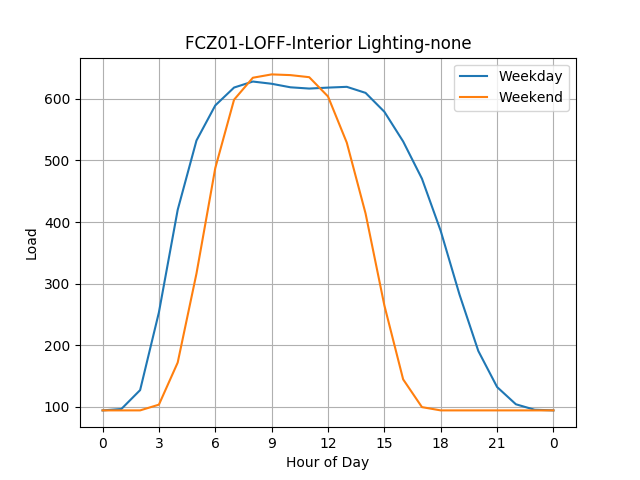 FCZ01-LOFF-Interior Lighting-none
Weekday
Weekend
Load
600
500
400
300
200
100
0 3 6 9 12 15 18 21 0
Hour of Day